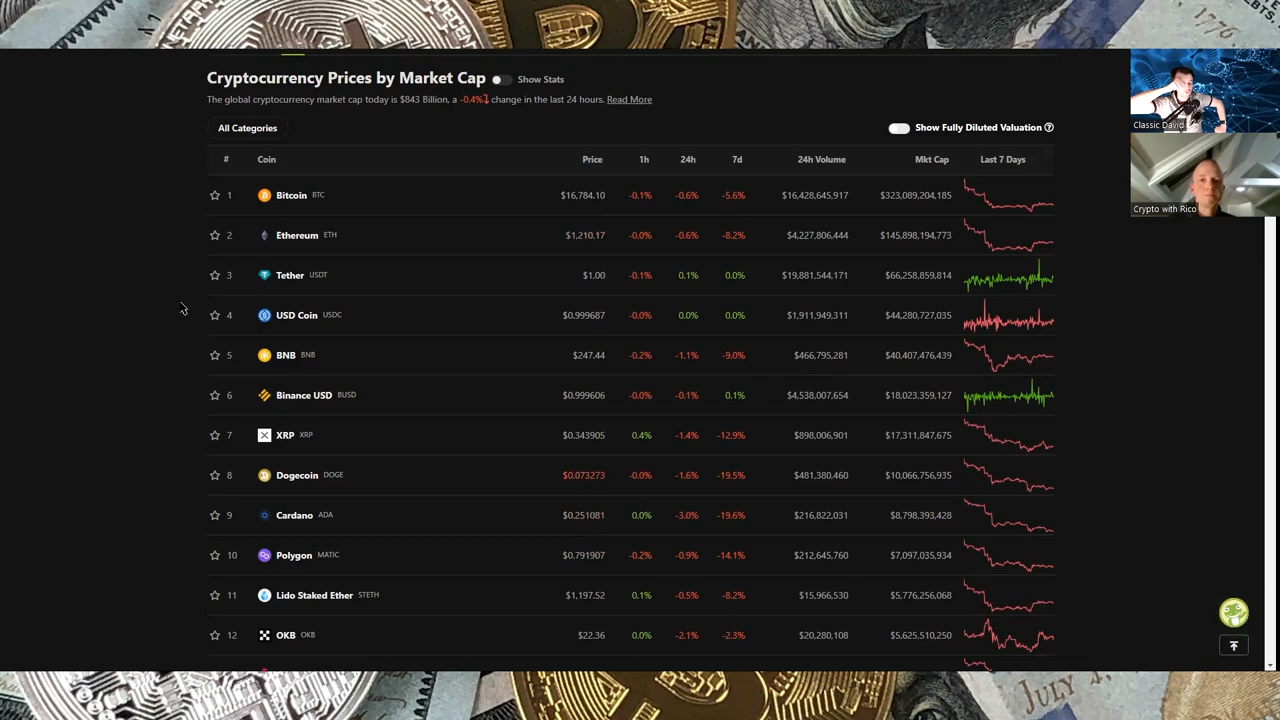 1776
Cryptocurrency Prices by Market Cap Show Stats
The global cryptocurrency market cap today is $843 Billion, a -0.4% change in the last 24 hours. Read More
Classic David
All Categories
Show Fully Diluted Valuation
# Coin Price 1h 24h 7d 24h Volume Mkt Cap Last 7 Days
1 Bitcoin BTC $16,784.10 -0.1% -0.6% -5.6% $16,428,645,917 $323,089,204,185
Crypto with Rico
2 Ethereum ETH $1,210.17 -0.0% -0.6% -8.2% $4,227,806,444 $145,898,194,773
3 Tether USDT $1.00 -0.1% 0.1% 0.0% $19,881,544,171 $66,258,859,814
4 USD Coin USDC $0.999687 -0.0% 0.0% 0.0% $1,911,949,311 $44,280,727,035
5 BNB BNB $247.44 -0.2% -1.1% -9.0% $466,795,281 $40,407,476,439
6 Binance USD BUSD $0.999606 -0.0% -0.1% 0.1% $4,538,007,654 $18,023,359,127
7 XRP XRP $0.343905 0.4% -1.4% -12.9% $898,006,901 $17,311,847,675
8 Dogecoin DOGE $0.073273 -0.0% -1.6% -19.5% $481,380,460 $10,066,756,935
9 Cardano ADA $0.251081 0.0% -3.0% -19.6% $216,822,031 $8,798,393,428
10 Polygon MATIC $0.791907 -0.2% -0.9% -14.1% $212,645,760 $7,097,035,934
11 Lido Staked Ether STETH $1,197.52 0.1% -0.5% -8.2% $15,966,530 $5,776,256,068
12 OKB OKB $22.36 0.0% -2.1% -2.3% $20,280,108 $5,625,510,250
JULY 4,